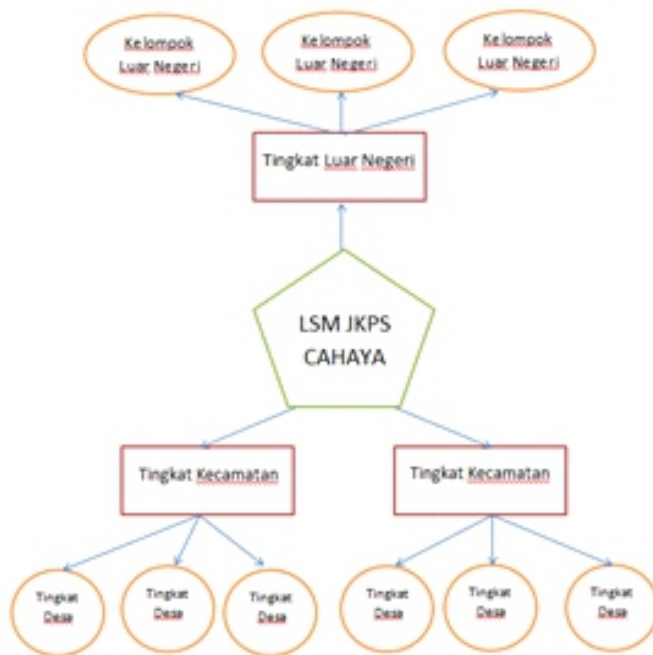 Kelompok
Luar Negeri
Kelompok
Luar Negeri
Kelompok
Luar Negeri
Tingkat Luar Negeri
LSM JKPS
CAHAYA
Tingkat Kecamatan
Tingkat Kecamatan
Tingkat
Desa
Tingkat
Desa
Tingkat
Desa
Tingkat
Desa
Tingkat
Desa
Tingkat
Desa